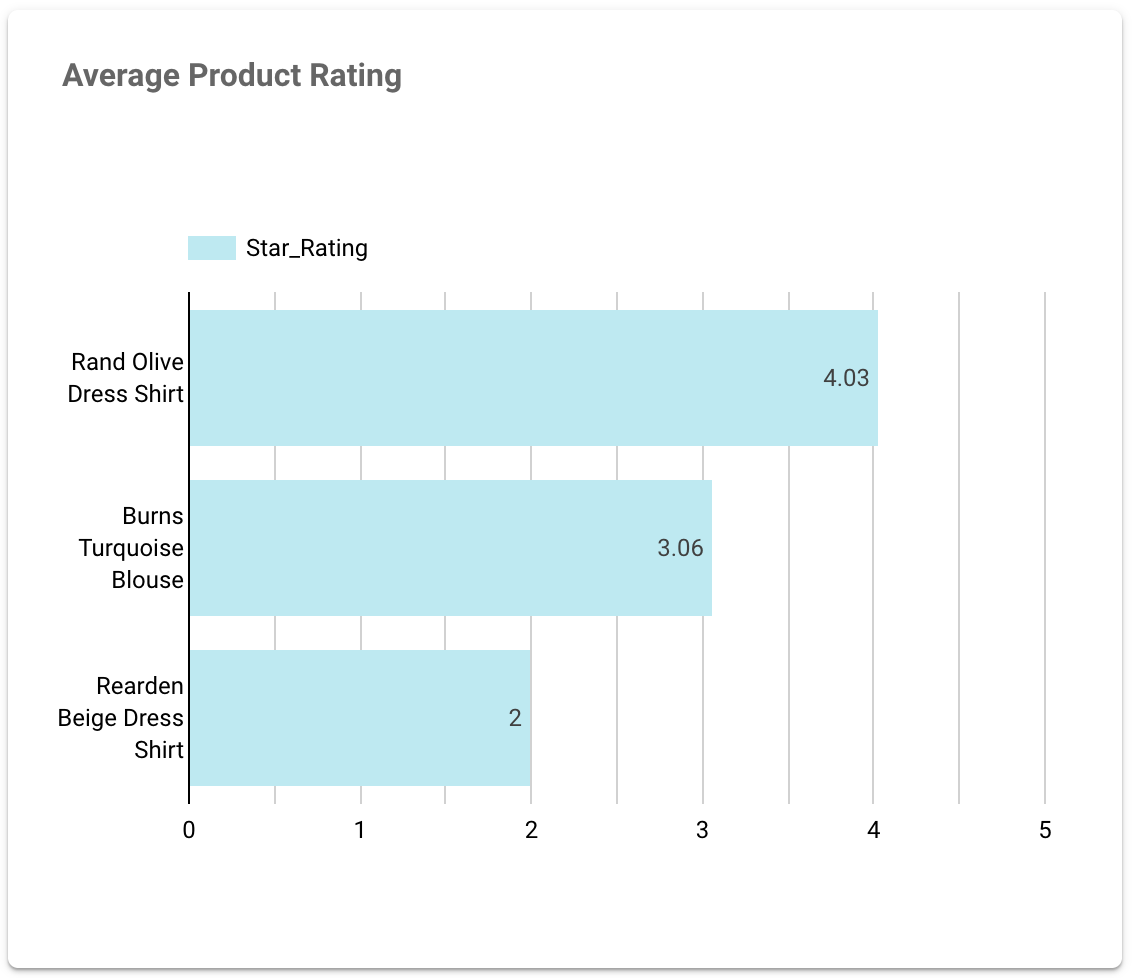 Average Product Rating
Star_Rating
Rand Olive
Dress Shirt
4.03
Burns
Turquoise
Blouse
3.06
Rearden
Beige Dress
Shirt
2
0 1 2 3 4 5